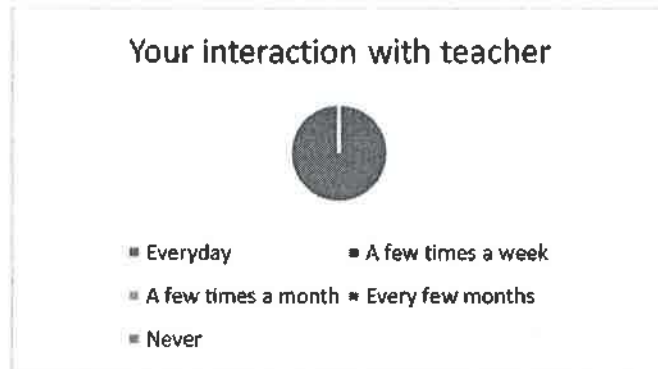 Your interaction with teacher
Everyday
A few times a week
A few times a month
Every few months
Never